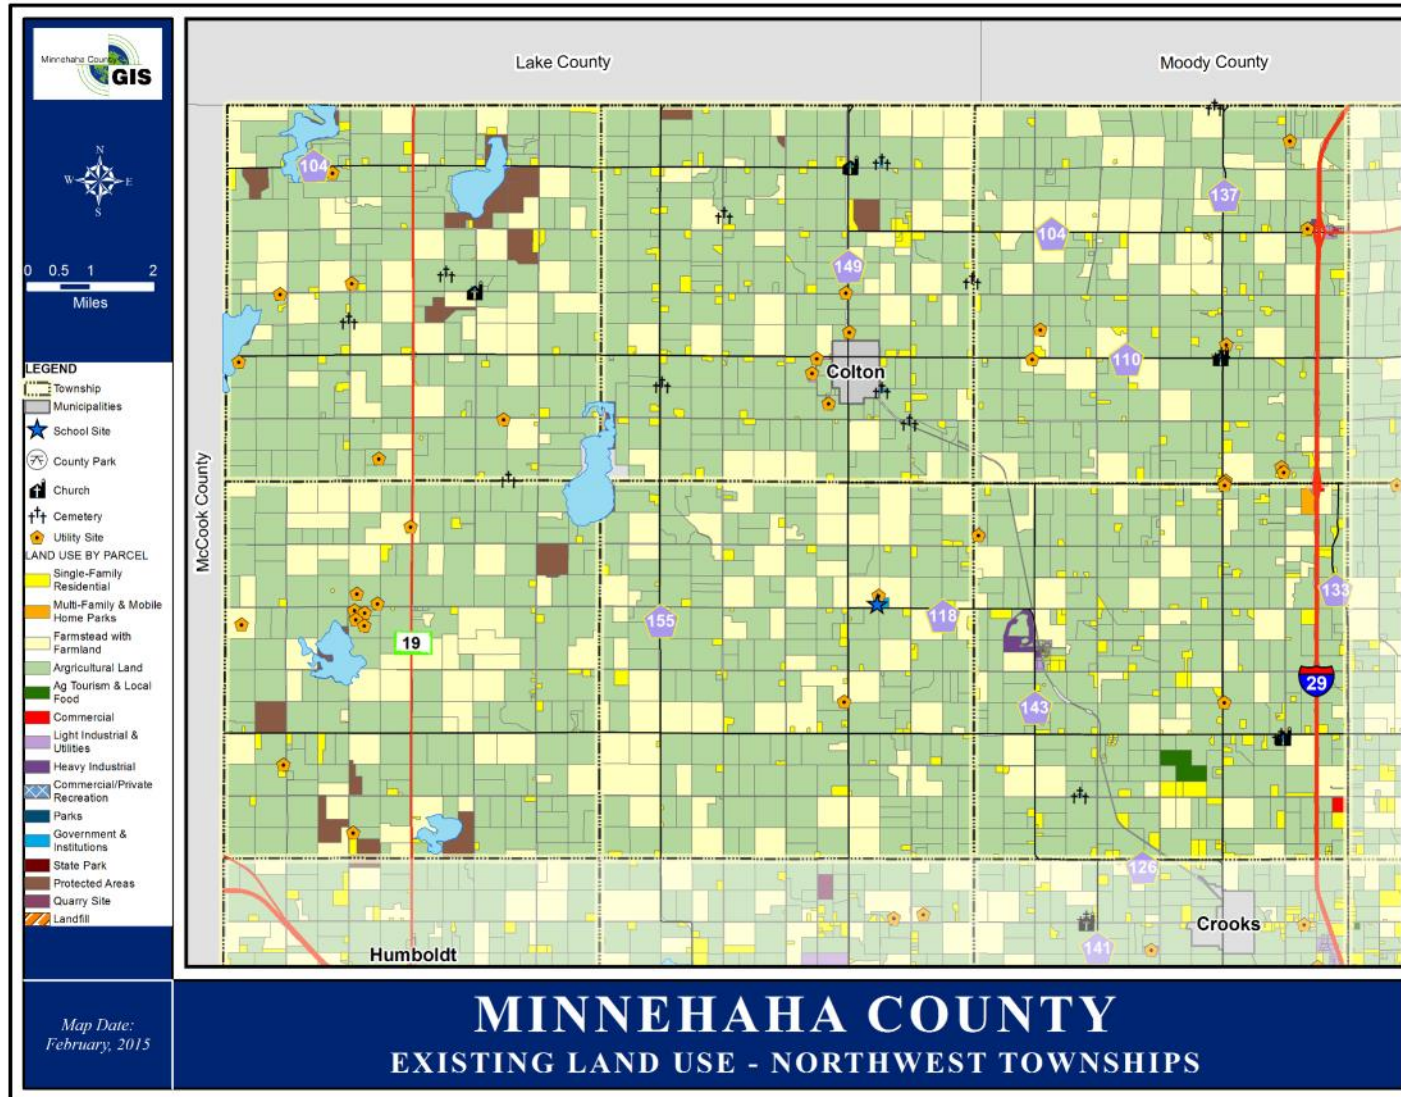 Minnehaha County
GIS
N
W
E
S
0 0.5 1 2
Miles
LEGEND
Township
Municipalities
School Site
County Park
Church
Cemetery
Utility Site
LAND USE BY PARCEL
Single-Family
Residential
Multi-Family & Mobile
Home Parks
Farmstead with
Farmland
Argricultural Land
Ag Tourism & Local
Food
Commercial
Light Industrial &
Utilities
Heavy Industrial
Commercial/Private
Recreation
Parks
Government &
Institutions
State Park
Protected Areas
Quarry Site
Landfill
Map Date:
February, 2015
Lake County
Moody County
McCook County
104
137
104
149
110
Colton
133
155
118
19
29
143
126
Crooks
141
Humboldt
MINNEHAHA COUNTY
EXISTING LAND USE - NORTHWEST TOWNSHIPS